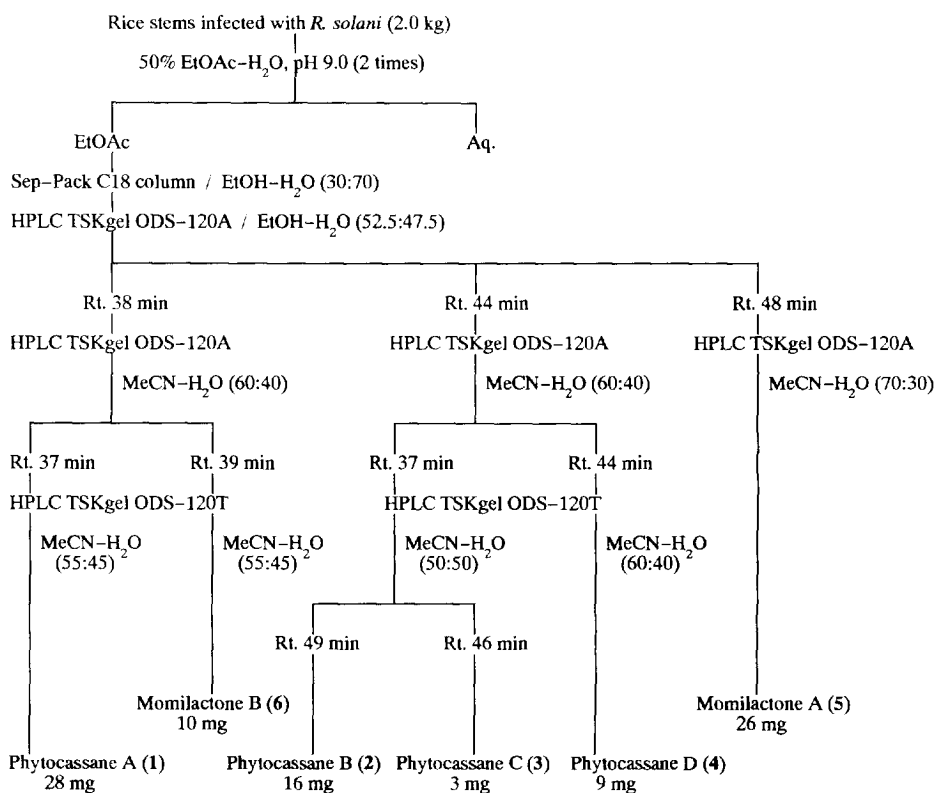 Rice stems infected with R. solani (2.0 kg)
50% EtOAc–H2O, pH 9.0 (2 times)
EtOAc
Aq.
Sep–Pack C18 column / EtOH–H2O (30:70)
HPLC TSKgel ODS–120A / EtOH–H2O (52.5:47.5)
Rt. 38 min
Rt. 44 min
Rt. 48 min
HPLC TSKgel ODS–120A
HPLC TSKgel ODS–120A
HPLC TSKgel ODS–120A
MeCN–H2O (60:40)
MeCN–H2O (60:40)
MeCN–H2O (70:30)
Rt. 37 min
Rt. 39 min
Rt. 37 min
Rt. 44 min
HPLC TSKgel ODS–120T
HPLC TSKgel ODS–120T
MeCN–H2O
(55:45)
MeCN–H2O
(55:45)
MeCN–H2O
(50:50)
MeCN–H2O
(60:40)
Rt. 49 min
Rt. 46 min
Momilactone B (6)
10 mg
Momilactone A (5)
26 mg
Phytocassane A (1)
28 mg
Phytocassane B (2)
16 mg
Phytocassane C (3)
3 mg
Phytocassane D (4)
9 mg